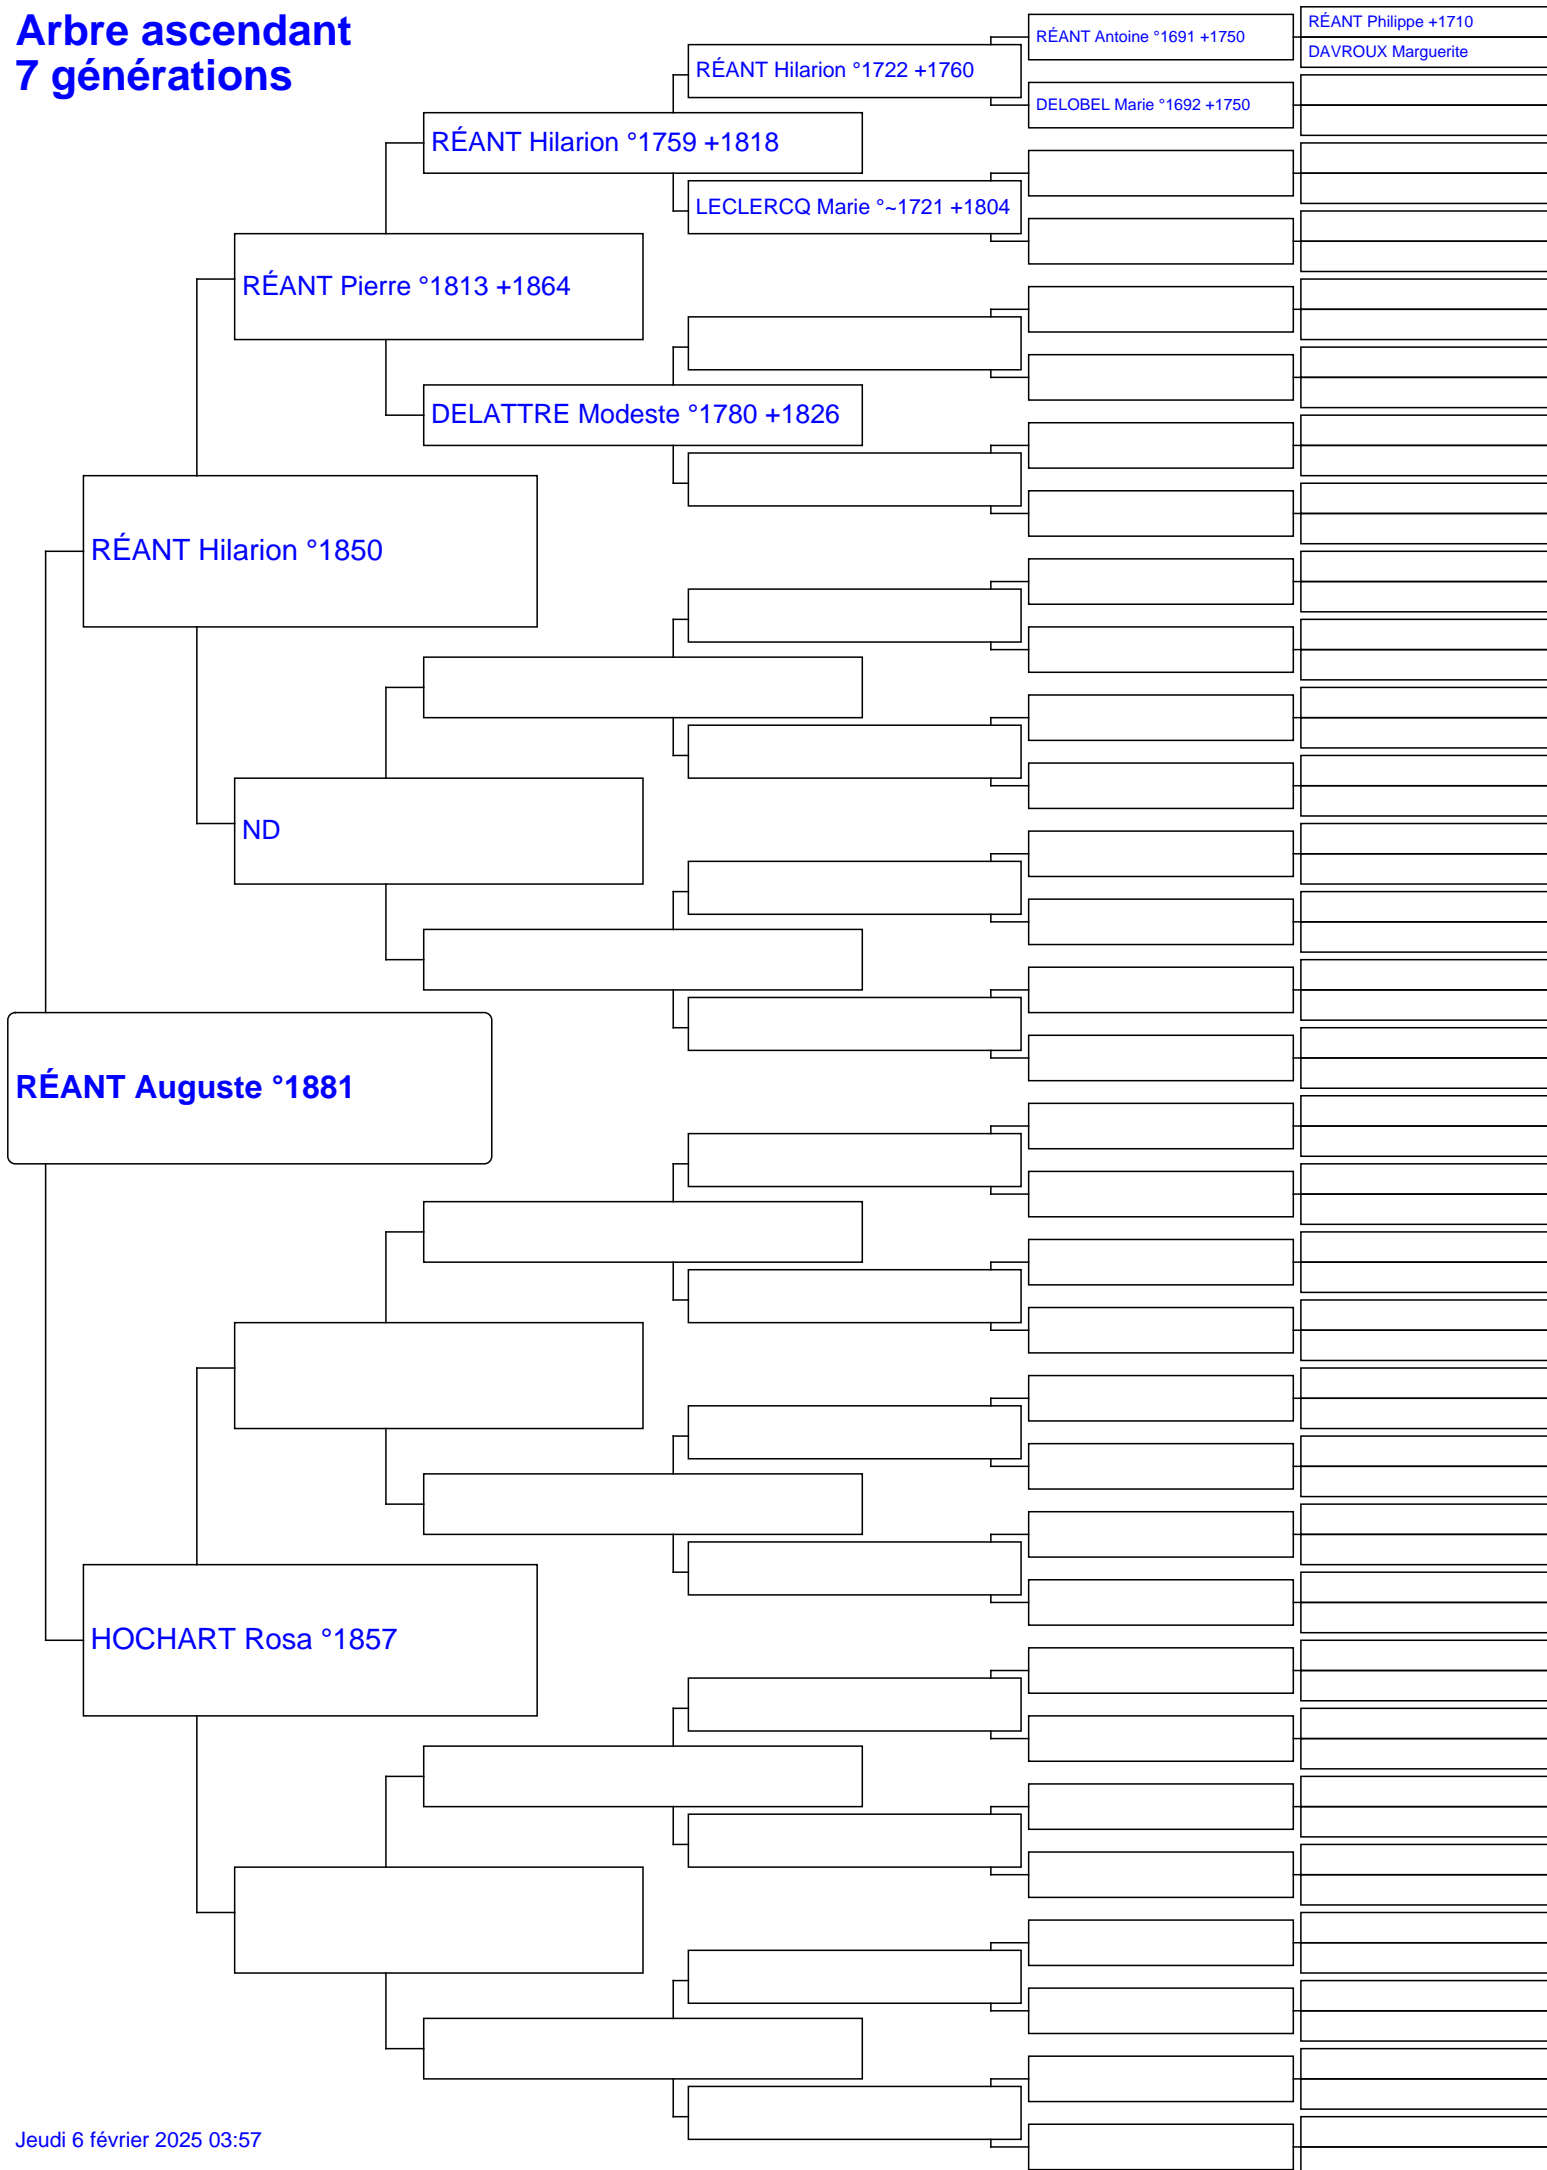 Arbre ascendant
7 générations
RÉANT Philippe +1710
RÉANT Antoine °1691 +1750
DAVROUX Marguerite
RÉANT Hilarion °1722 +1760
DELOBEL Marie °1692 +1750
RÉANT Hilarion °1759 +1818
LECLERCQ Marie °~1721 +1804
RÉANT Pierre °1813 +1864
DELATTRE Modeste °1780 +1826
RÉANT Hilarion °1850
ND
RÉANT Auguste °1881
HOCHART Rosa °1857
Jeudi 6 février 2025 03:57